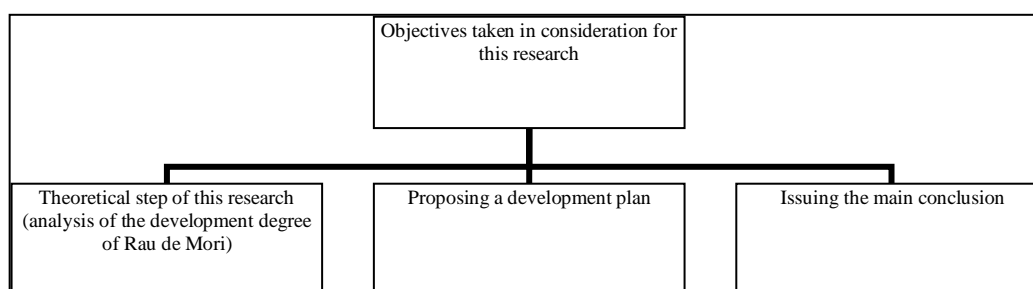 Objectives taken in consideration for
this research
Theoretical step of this research
(analysis of the development degree
of Rau de Mori)
Proposing a development plan
Issuing the main conclusion